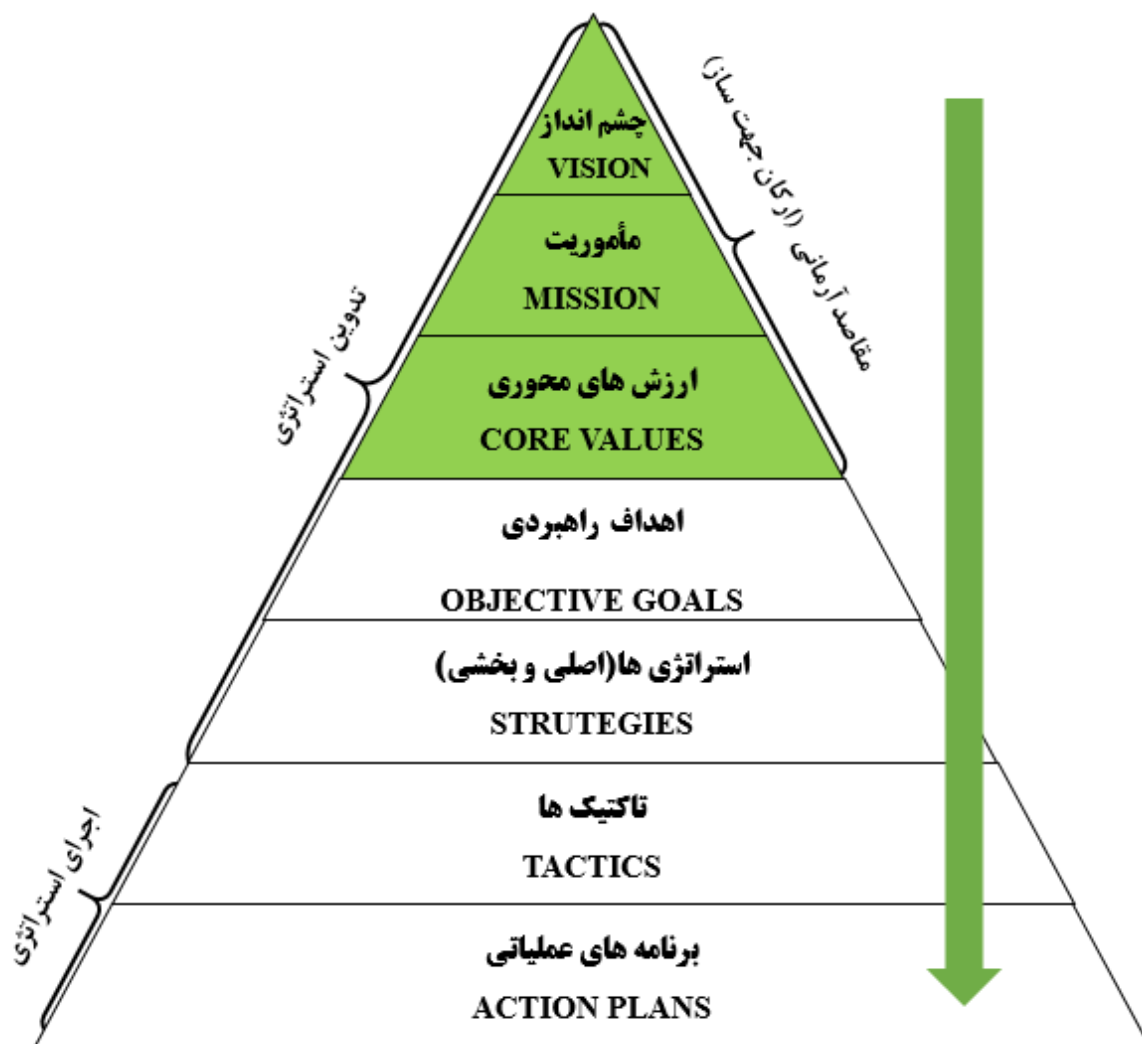 چشم انداز
VISION
مأموریت
MISSION
ارزش های محوری
CORE VALUES
اهداف راهبردی
OBJECTIVE GOALS
استراتژی ها(اصلی و بخشی)
STRUTEGIES
تاکتیک ها
TACTICS
برنامه های عملیاتی
ACTION PLANS
مقاصد آرمانی (ارکان جهت ساز)
تدوین استراتژی
اجرای استراتژی